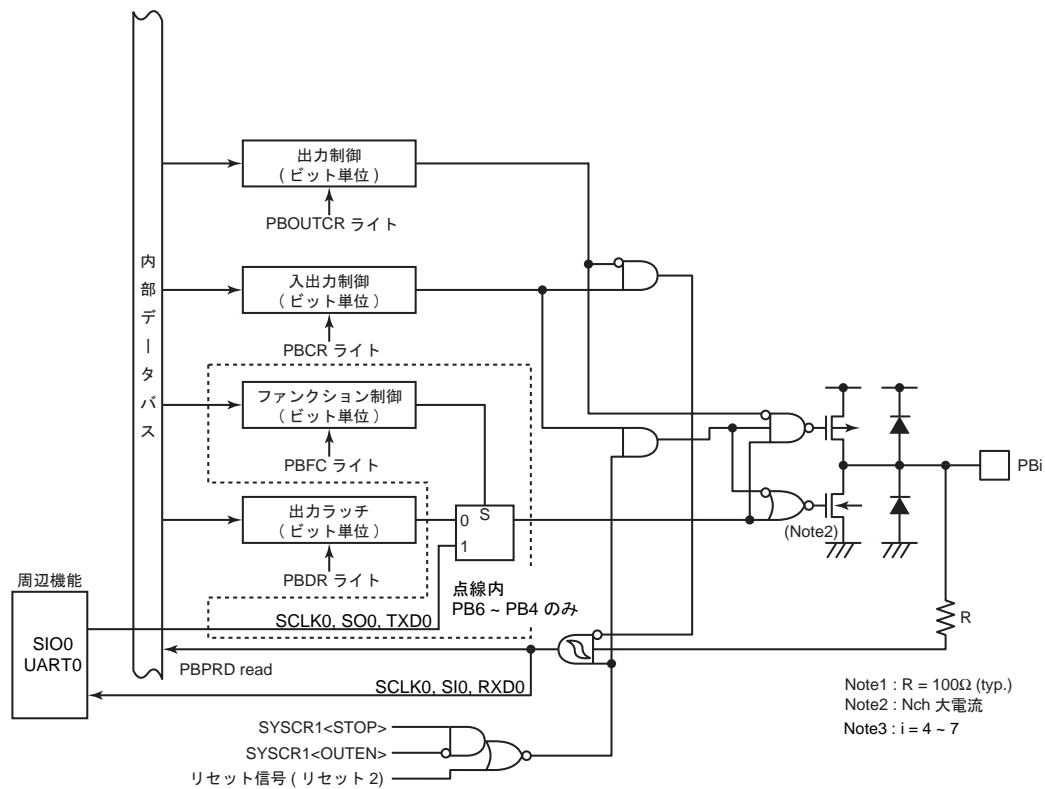 出力制御
( ビット単位 )
PBOUTCR ライト
内部データバス
入出力制御
( ビット単位 )
PBCR ライト
ファンクション制御
( ビット単位 )
PBFC ライト
出力ラッチ
( ビット単位 )
PBDR ライト
0
S
1
点線内
PB6 ~ PB4 のみ
(Note2)
PBi
R
周辺機能
SIO0
UART0
SCLK0, SO0, TXD0
PBPRD read
SCLK0, SI0, RXD0
SYSCR1<STOP>
SYSCR1<OUTEN>
リセット信号 ( リセット 2)
Note1 : R = 100Ω (typ.)
Note2 : Nch 大電流
Note3 : i = 4 ~ 7